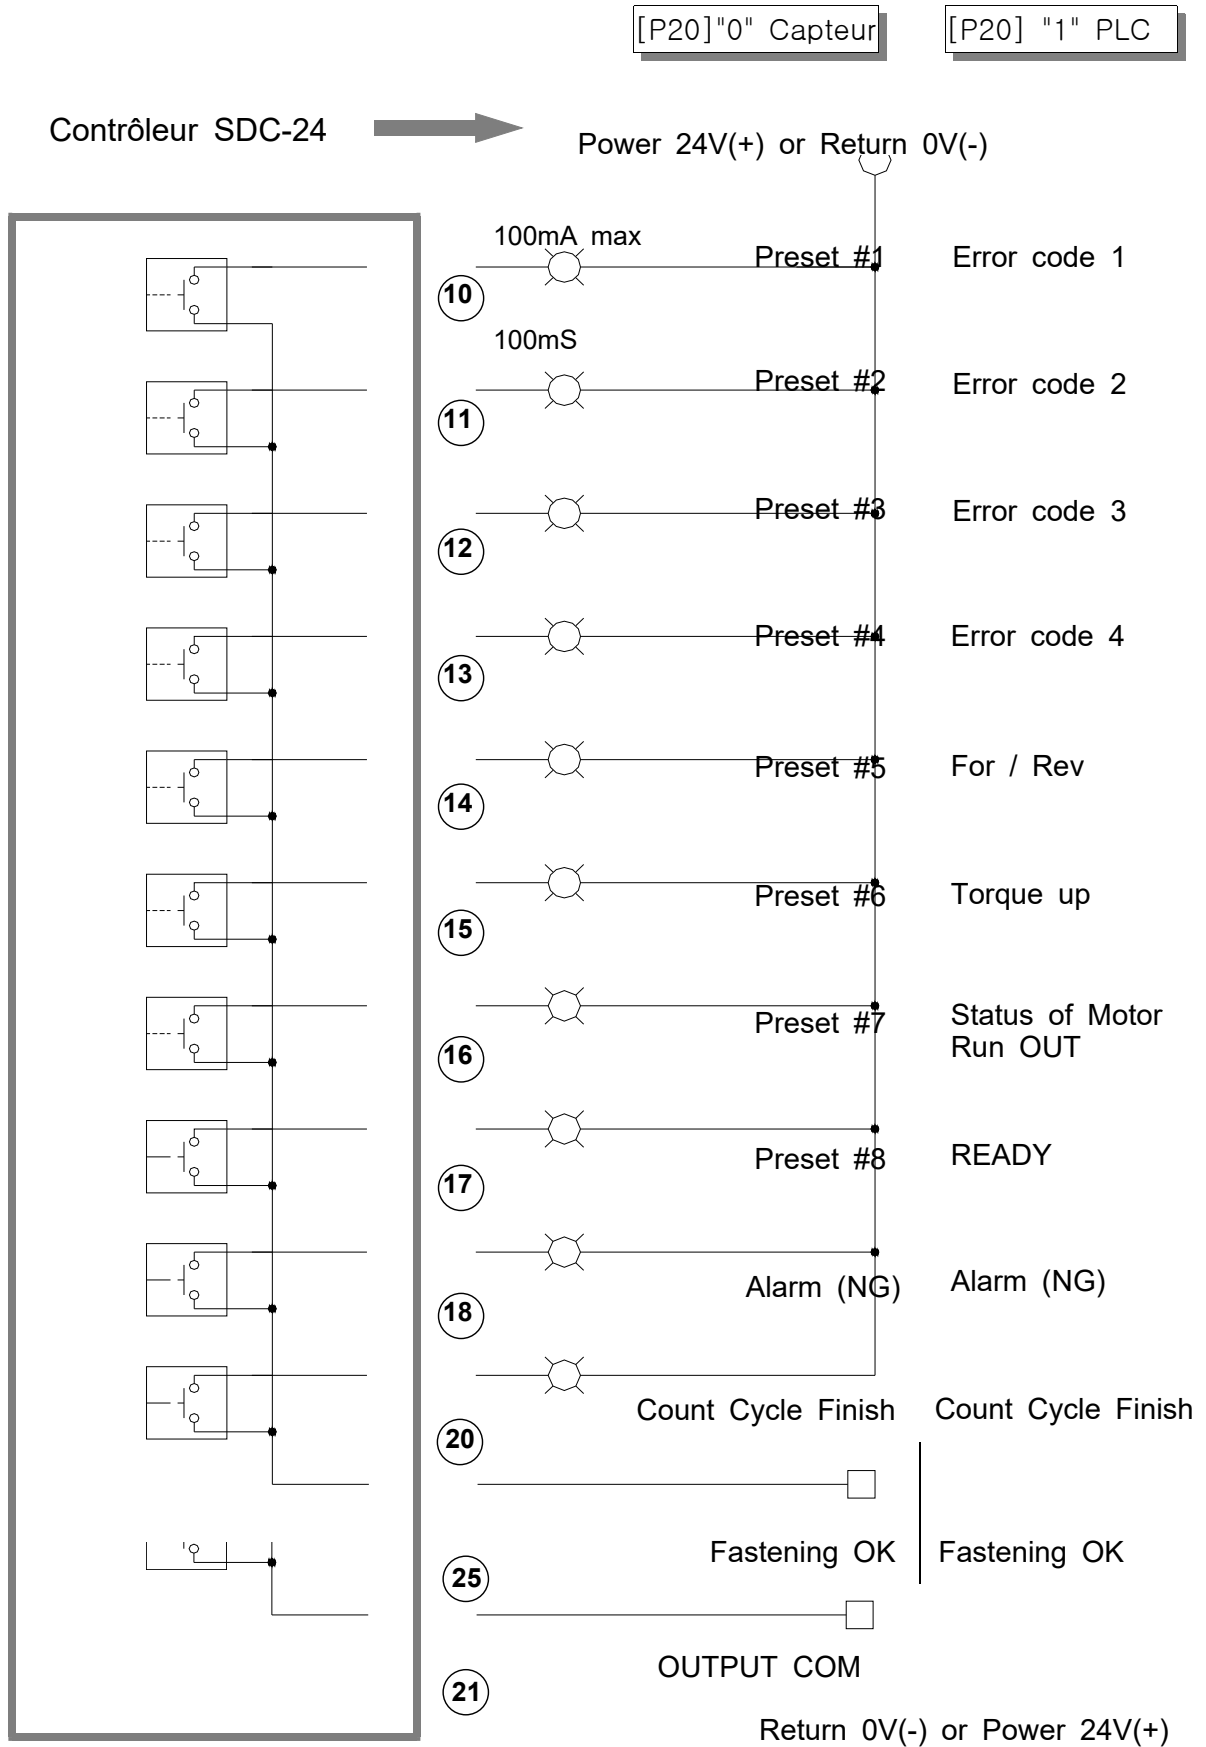 [P20]"0" Capteur
[P20] "1" PLC
Contrôleur SDC-24
Power 24V(+) or Return 0V(-)
100mA max
Preset #1
Error code 1
10
100mS
Preset #2
Error code 2
11
Preset #3
Error code 3
12
Preset #4
Error code 4
13
Preset #5
For / Rev
14
Preset #6
Torque up
15
Preset #7
Status of Motor
Run OUT
16
Preset #8
READY
17
Alarm (NG)
Alarm (NG)
18
Count Cycle Finish
Count Cycle Finish
20
Fastening OK
Fastening OK
25
OUTPUT COM
21
Return 0V(-) or Power 24V(+)